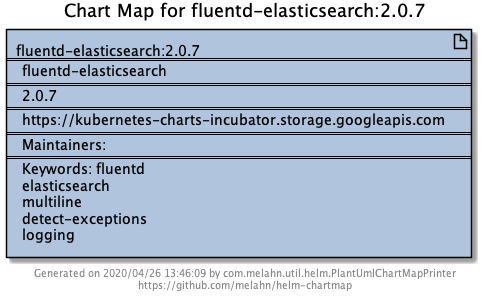 Chart Map for fluentd-elasticsearch:2.0.7
fluentd-elasticsearch:2.0.7
fluentd-elasticsearch
2.0.7
https://kubernetes-charts-incubator.storage.googleapis.com
Maintainers:
Keywords: fluentd
elasticsearch
multiline
detect-exceptions
logging
Generated on 2020/04/26 13:46:09 by com.melahn.util.helm.PlantUmlChartMapPrinter
https://github.com/melahn/helm-chartmap